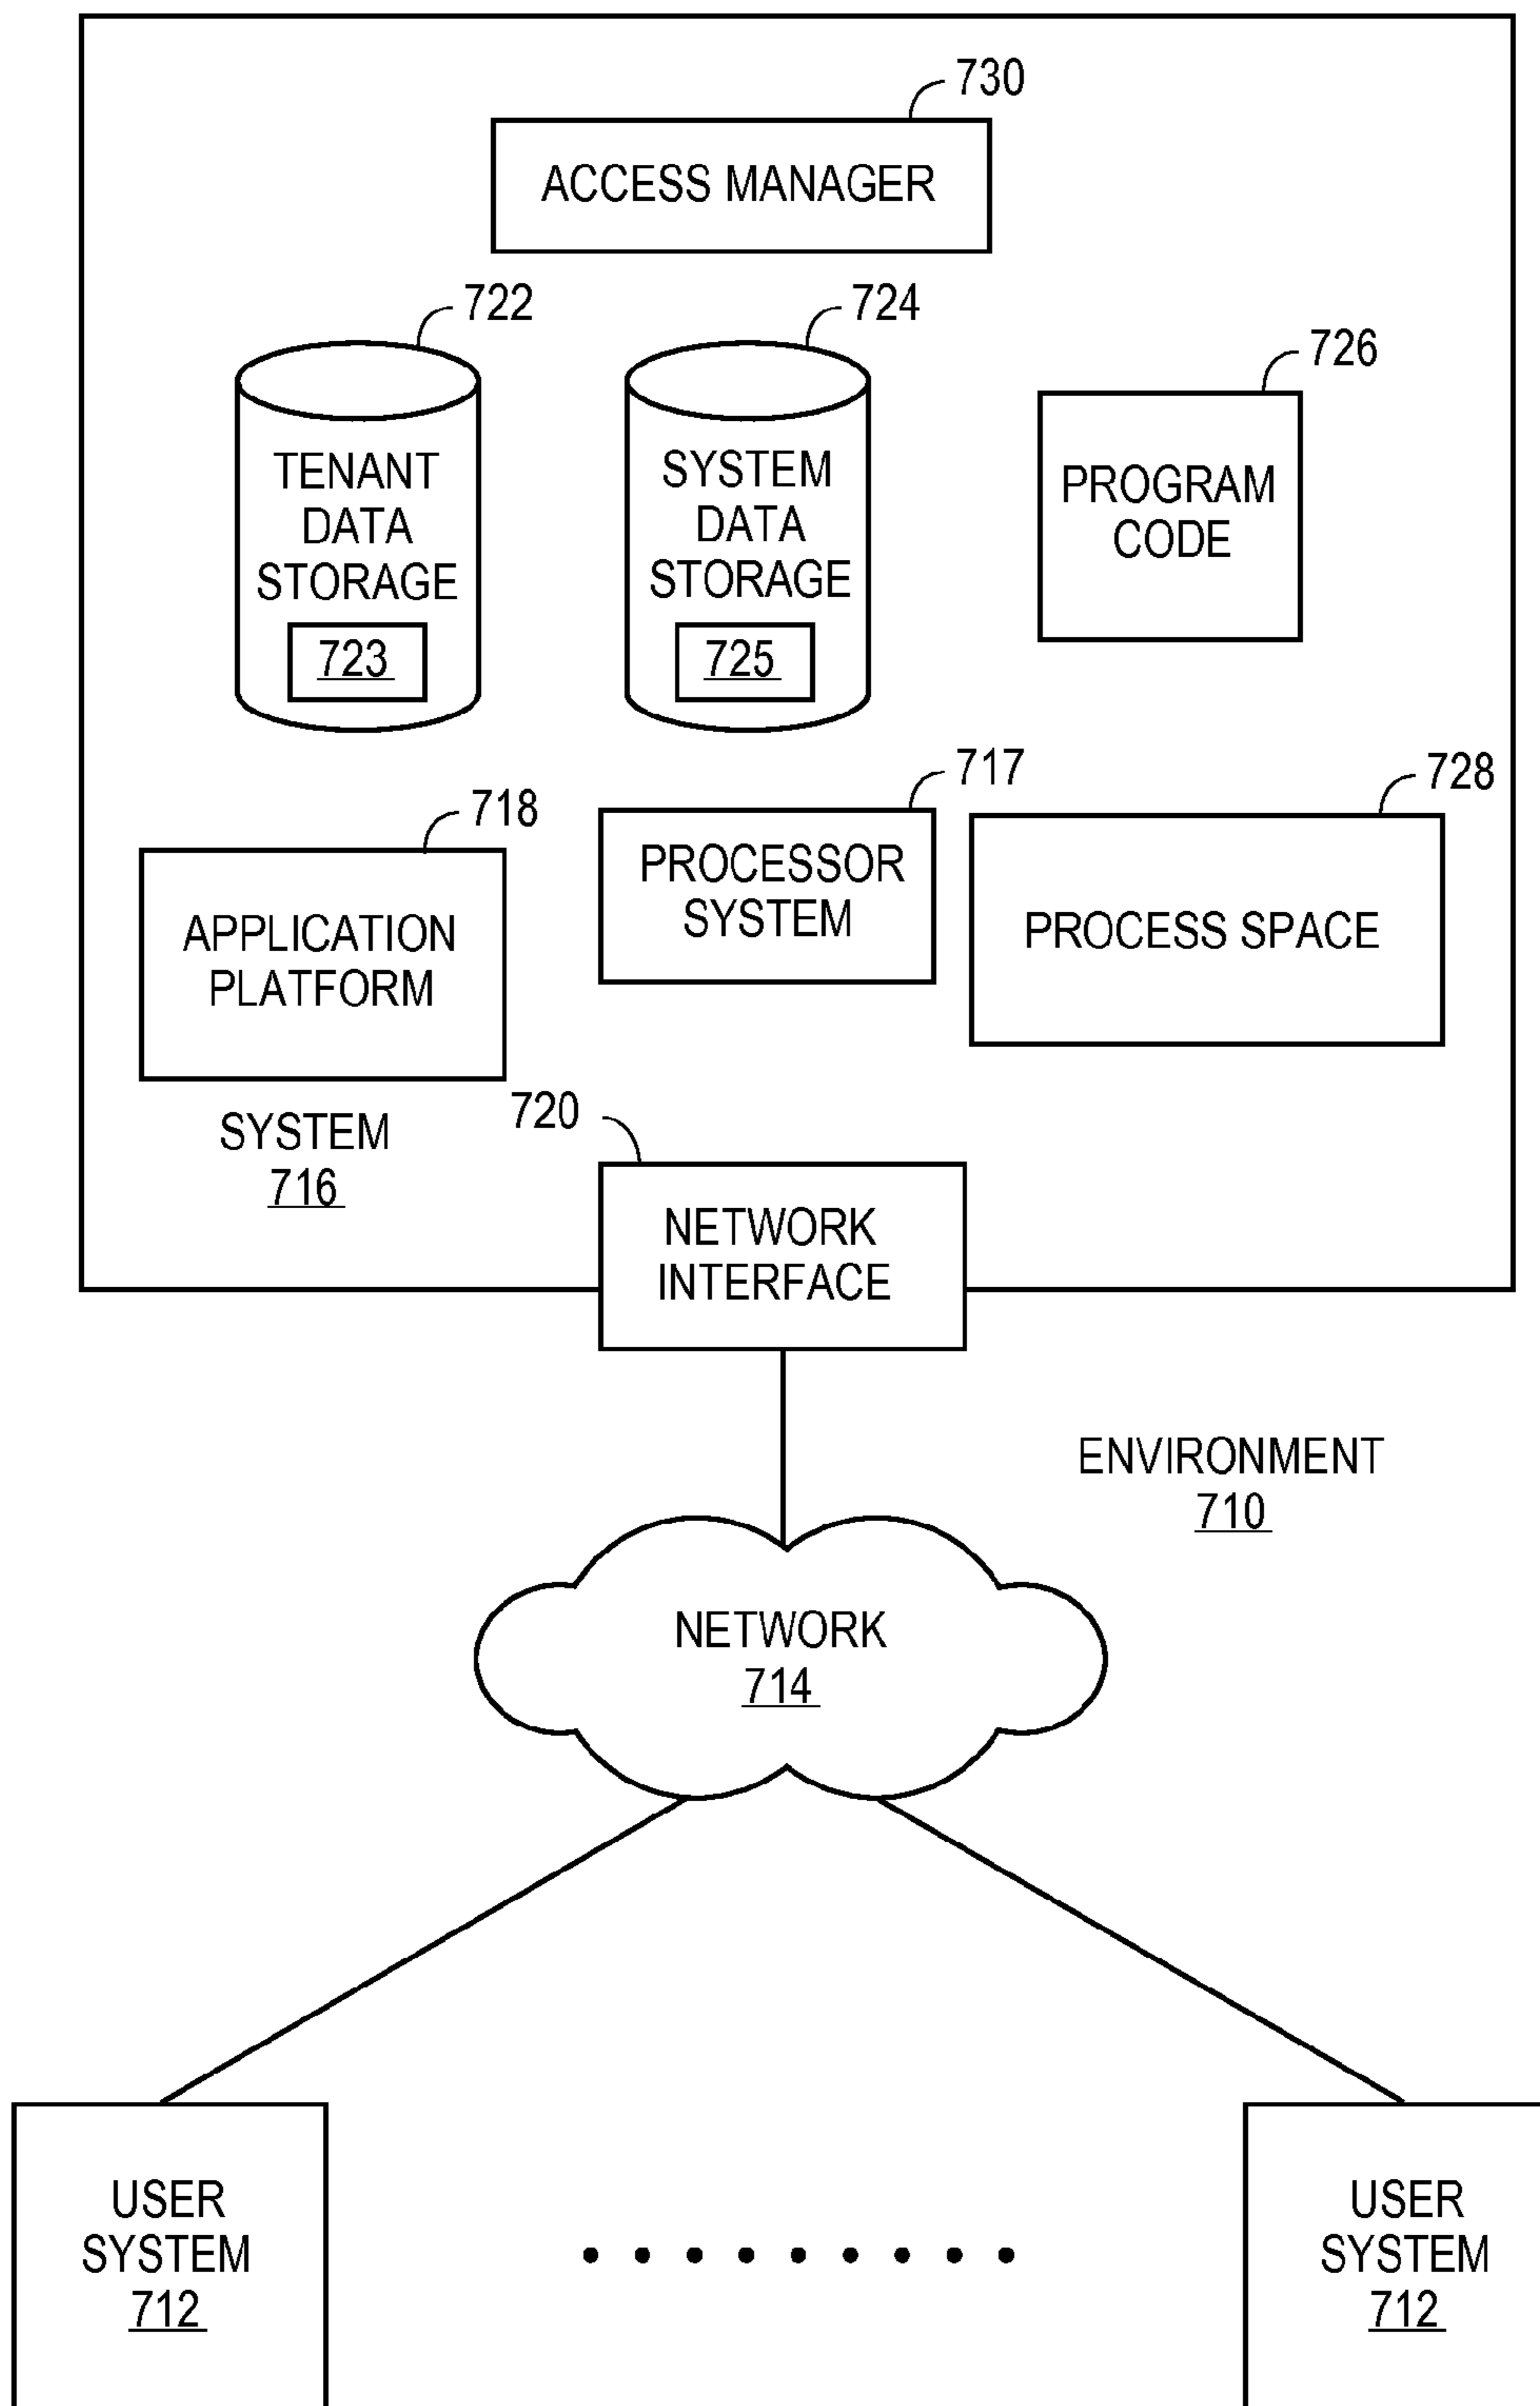 730
ACCESS MANAGER
722
724
726
TENANT
DATA
STORAGE
723
SYSTEM
DATA
STORAGE
725
PROGRAM
CODE
718
717
728
APPLICATION
PLATFORM
PROCESSOR
SYSTEM
PROCESS SPACE
SYSTEM
716
720
NETWORK
INTERFACE
ENVIRONMENT
710
NETWORK
714
USER
SYSTEM
712
USER
SYSTEM
712